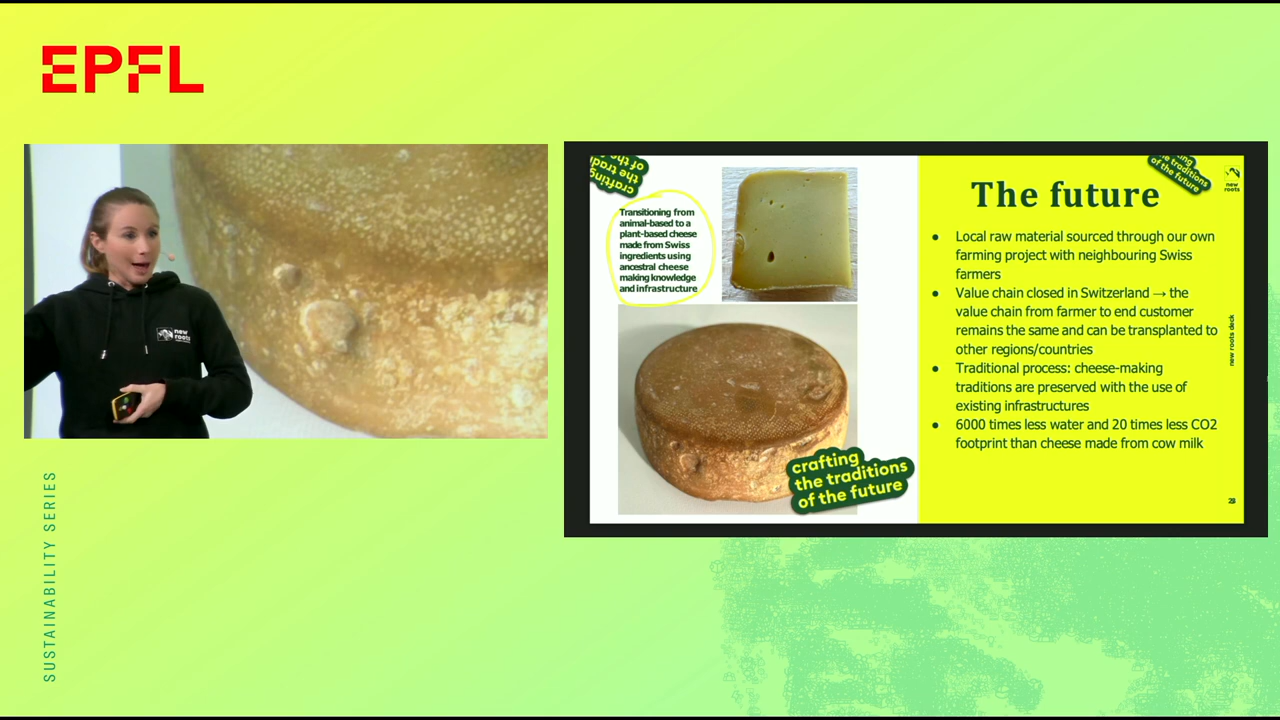 EPFL
SUSTAINABILITY SERIES
new
roots
crafting
the trad
of the
Transitioning from
animal-based to a
plant-based cheese
made from Swiss
ingredients using
ancestral cheese
making knowledge
and infrastructure
crafting
the traditions
of the future
The future
● Local raw material sourced through our own
farming project with neighbouring Swiss
farmers
● Value chain closed in Switzerland → the
value chain from farmer to end customer
remains the same and can be transplanted to
other regions/countries
● Traditional process: cheese-making
traditions are preserved with the use of
existing infrastructures
● 6000 times less water and 20 times less CO2
footprint than cheese made from cow milk
traditions
of the future
new
roots
new roots deck